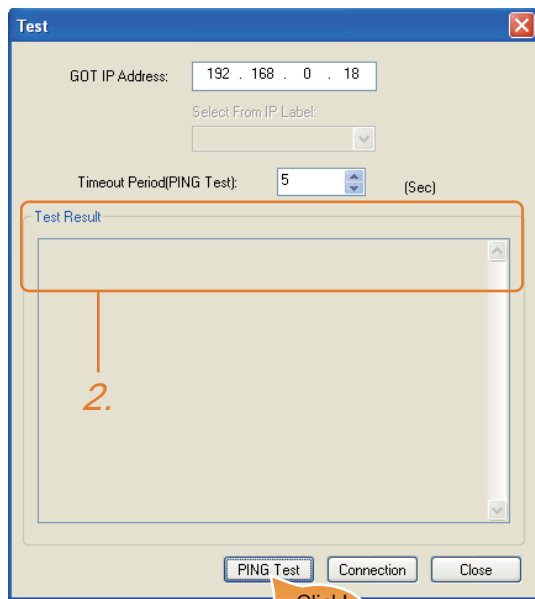 Test
GOT IP Address: 192 . 168 . 0 . 18
Select From IP Label:
Timeout Period(PING Test): 5 (Sec)
Test Result
2.
PING Test Connection Close